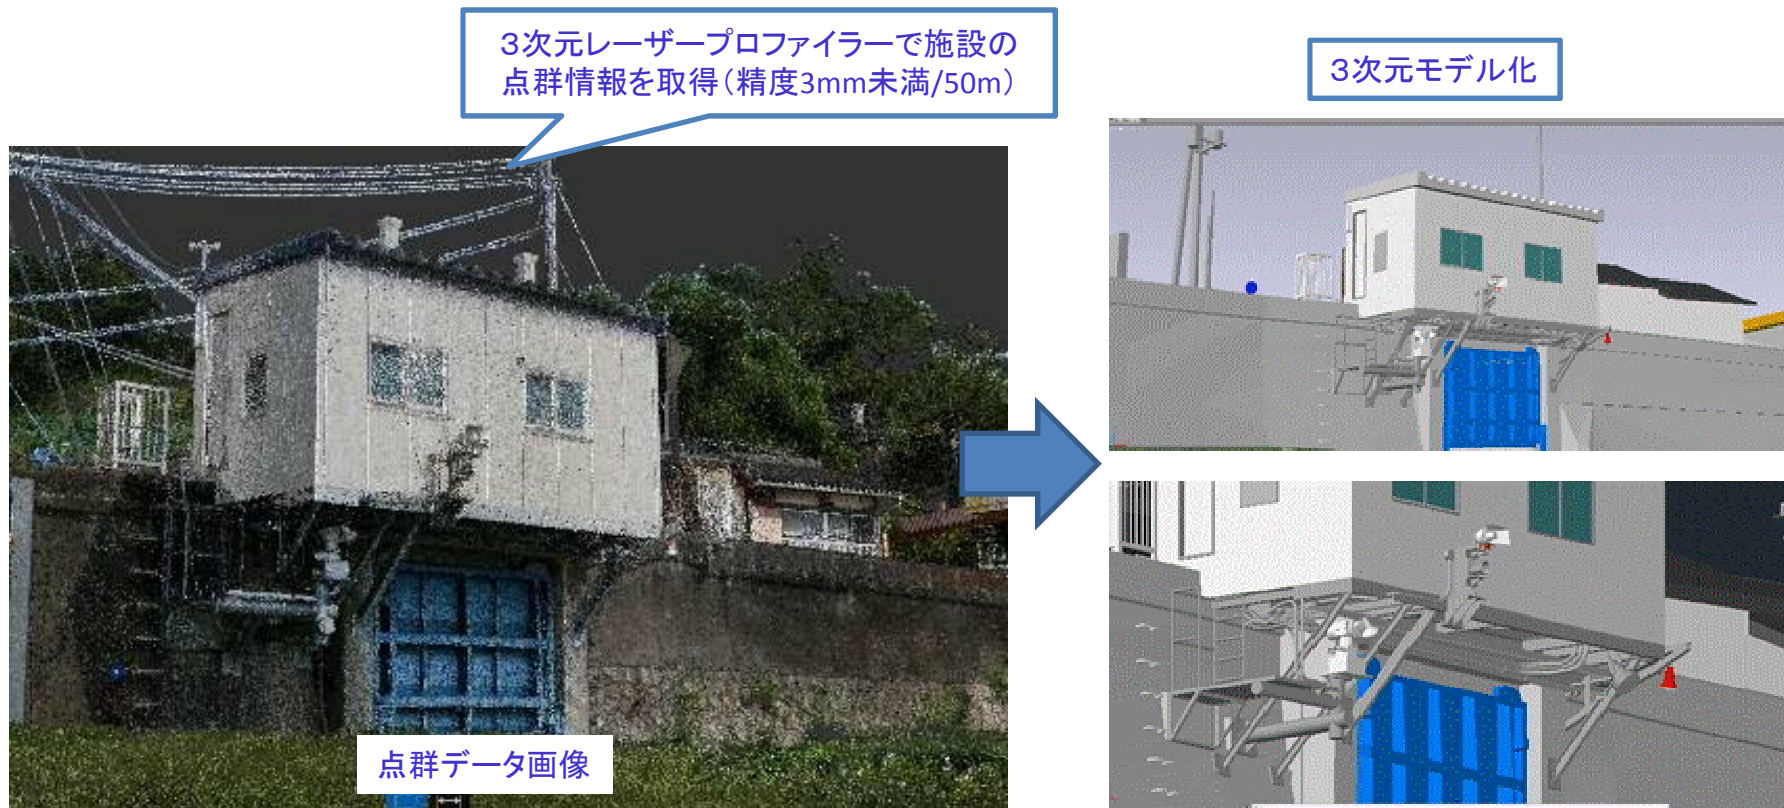 ３次元レーザープロファイラーで施設の
点群情報を取得（精度3mm未満/50m）
３次元モデル化
点群データ画像